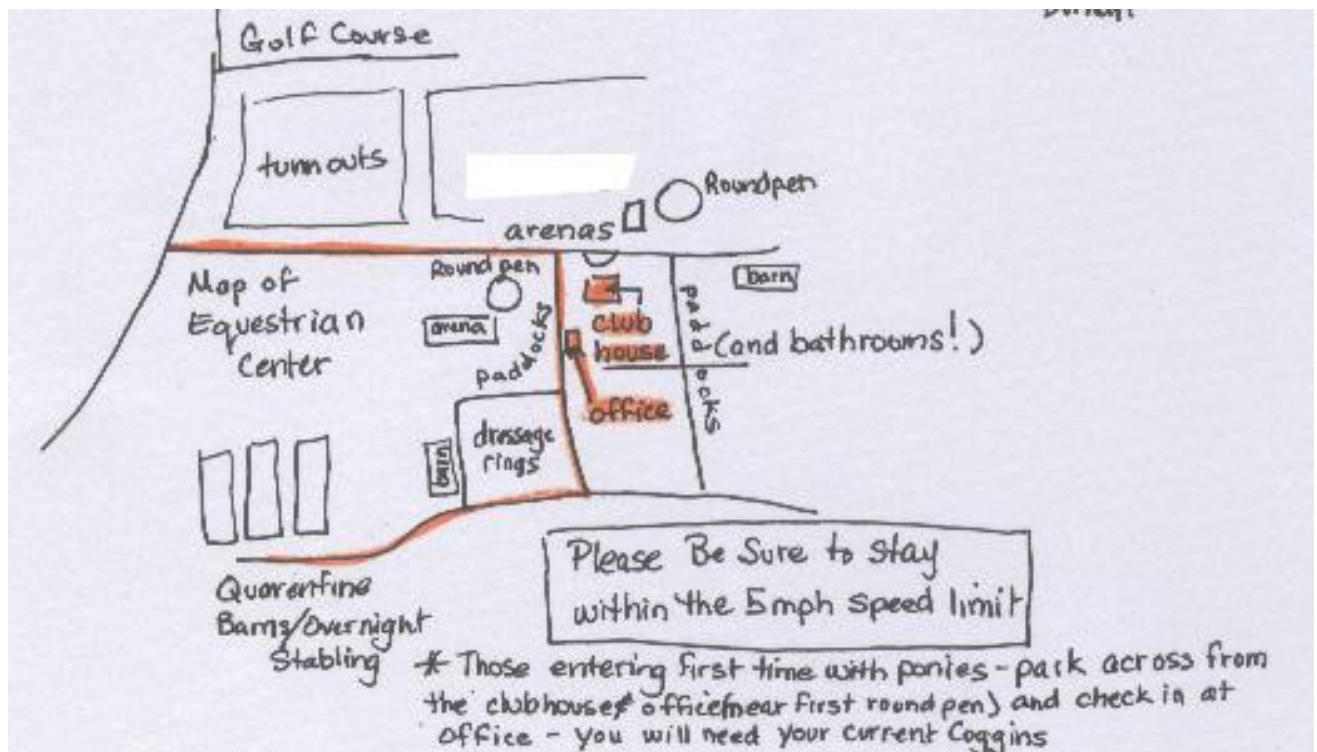 Golf Course
turnouts
Roundpen
arenas
Round pen
barn
Map of
Equestrian
Center
arena
paddocks
club
house
paddocks
(and bathrooms!)
office
dressage
rings
barn
Quarentine
Barns/Overnight
Stabling
Please Be Sure to stay
within the 5mph speed limit
* Those entering first time with ponies - park across from
the clubhouse & office (near first round pen) and check in at
office - you will need your current Coggins